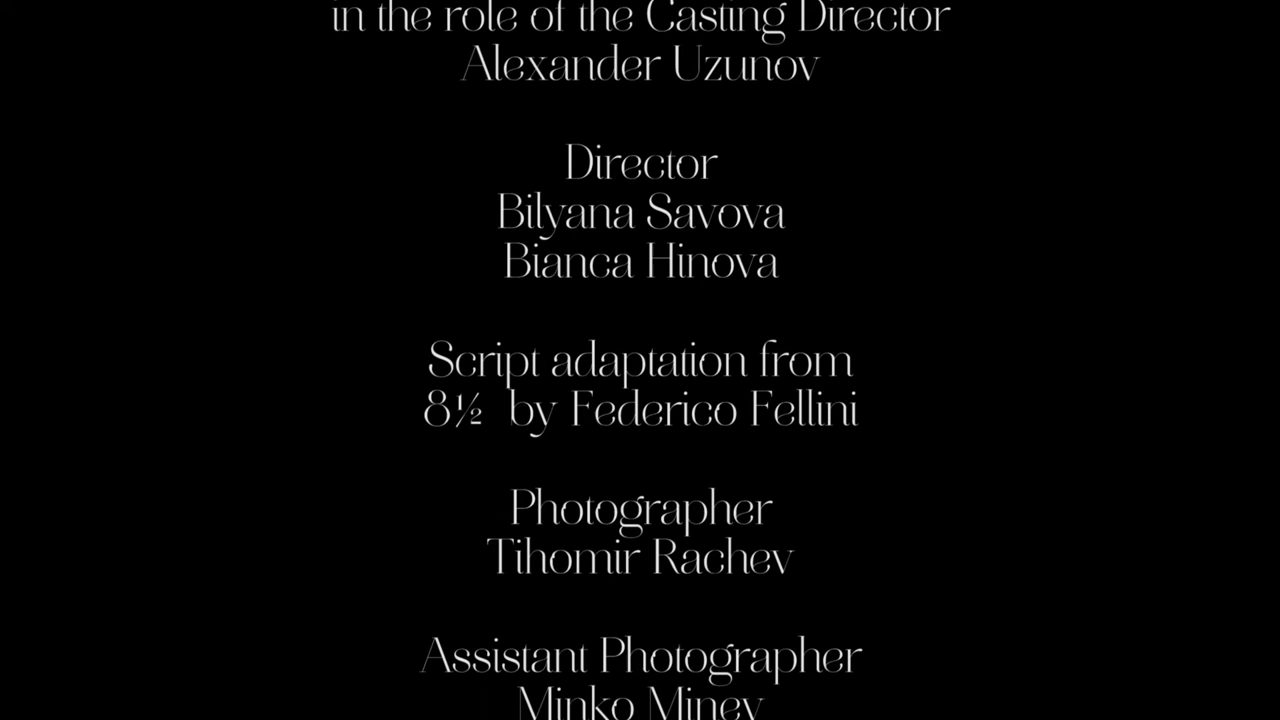 in the role of the Casting Director
Alexander Uzunov
Director
Bilyana Savova
Bianca Hinova
Script adaptation from
8½ by Federico Fellini
Photographer
Tihomir Rachev
Assistant Photographer
Minko Minev